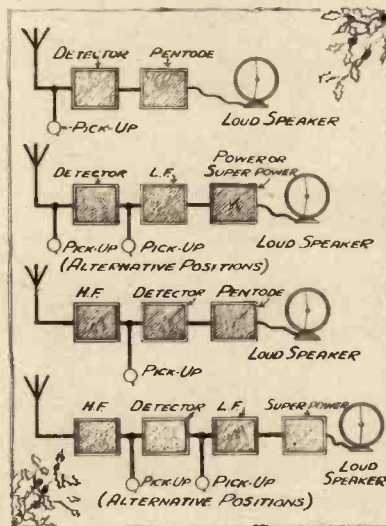 DETECTOR PENTODE
PICK-UP
LOUD SPEAKER
DETECTOR L.F. POWER OR
SUPER POWER
PICK-UP PICK-UP
LOUD SPEAKER
(ALTERNATIVE POSITIONS)
H.F. DETECTOR PENTODE
PICK-UP
LOUD SPEAKER
H.F. DETECTOR L.F. SUPER POWER
LOUD
SPEAKER
PICK-UP PICK-UP
(ALTERNATIVE POSITIONS)